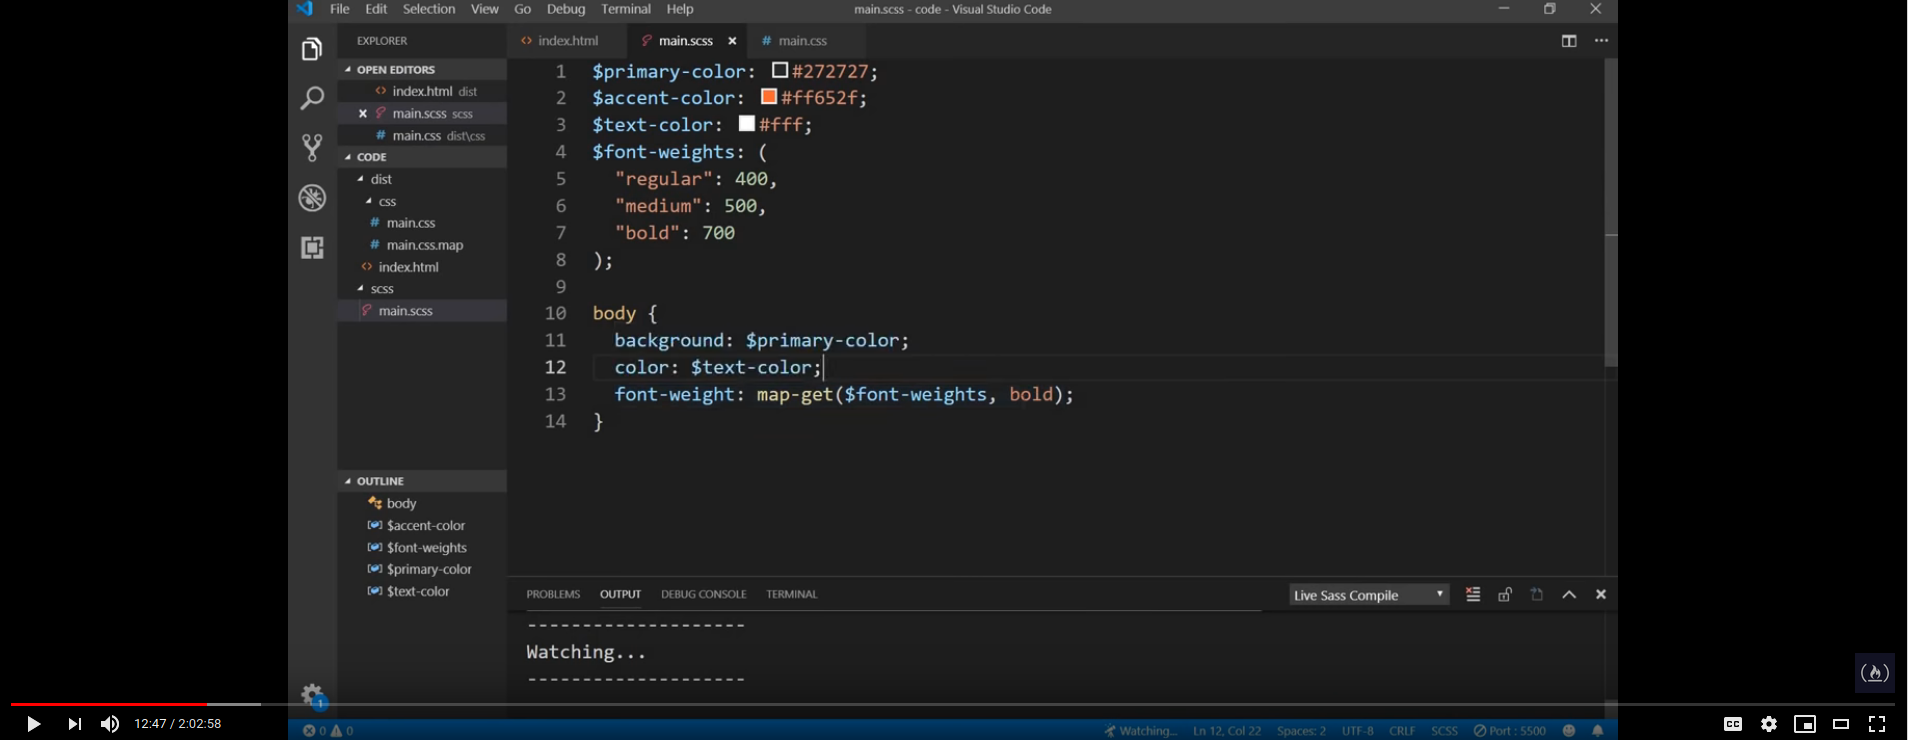 File Edit Selection View Go Debug Terminal Help
main.scss - code - Visual Studio Code
EXPLORER
OPEN EDITORS
index.html dist
main.scss scss
main.css dist\css
CODE
dist
css
main.css
main.css.map
index.html
scss
main.scss
OUTLINE
body
$accent-color
$font-weights
$primary-color
$text-color
1
index.html main.scss main.css
1 $primary-color: #272727;
2 $accent-color: #ff652f;
3 $text-color: #fff;
4 $font-weights: (
5 "regular": 400,
6 "medium": 500,
7 "bold": 700
8 );
9
10 body {
11 background: $primary-color;
12 color: $text-color;
13 font-weight: map-get($font-weights, bold);
14 }
PROBLEMS OUTPUT DEBUG CONSOLE TERMINAL Live Sass Compile
--------------------
Watching...
--------------------
12:47 / 2:02:58
CC
0 0 Watching... Ln 12, Col 22 Spaces: 2 UTF-8 CRLF SCSS Port : 5500